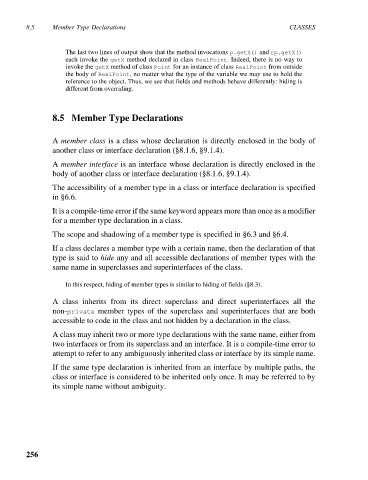 8.5 Member Type Declarations CLASSES
The last two lines of output show that the method invocations p.getX() and rp.getX()
each invoke the getX method declared in class RealPoint. Indeed, there is no way to
invoke the getX method of class Point for an instance of class RealPoint from outside
the body of RealPoint, no matter what the type of the variable we may use to hold the
reference to the object. Thus, we see that fields and methods behave differently: hiding is
different from overriding.
8.5 Member Type Declarations
A member class is a class whose declaration is directly enclosed in the body of
another class or interface declaration (§8.1.6, §9.1.4).
A member interface is an interface whose declaration is directly enclosed in the
body of another class or interface declaration (§8.1.6, §9.1.4).
The accessibility of a member type in a class or interface declaration is specified
in §6.6.
It is a compile-time error if the same keyword appears more than once as a modifier
for a member type declaration in a class.
The scope and shadowing of a member type is specified in §6.3 and §6.4.
If a class declares a member type with a certain name, then the declaration of that
type is said to hide any and all accessible declarations of member types with the
same name in superclasses and superinterfaces of the class.
In this respect, hiding of member types is similar to hiding of fields (§8.3).
A class inherits from its direct superclass and direct superinterfaces all the
non-private member types of the superclass and superinterfaces that are both
accessible to code in the class and not hidden by a declaration in the class.
A class may inherit two or more type declarations with the same name, either from
two interfaces or from its superclass and an interface. It is a compile-time error to
attempt to refer to any ambiguously inherited class or interface by its simple name.
If the same type declaration is inherited from an interface by multiple paths, the
class or interface is considered to be inherited only once. It may be referred to by
its simple name without ambiguity.
256